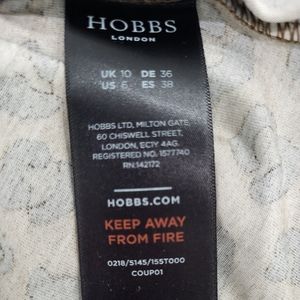 HOBBS
LONDON
UK 10 DE 36
US 6 ES 38
HOBBS LTD, MILTON GATE,
60 CHISWELL STREET,
LONDON, EC1Y 4AG.
REGISTERED NO. 1577740
RN:142172
HOBBS.COM
KEEP AWAY
FROM FIRE
0218/5145/155T000
COUP01